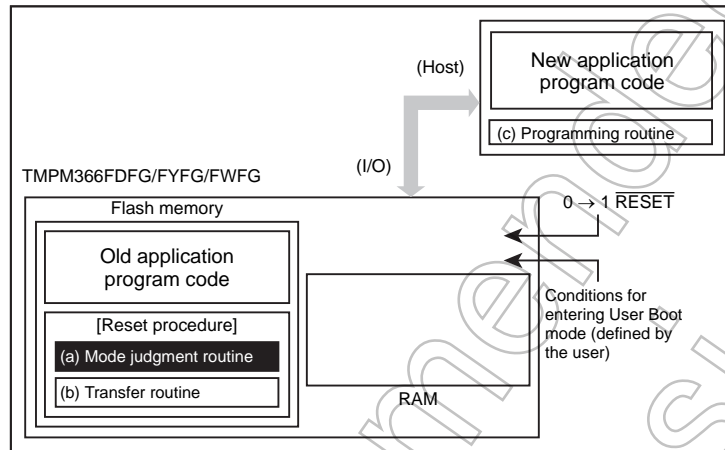 New application
program code
(Host)
(c) Programming routine
(I/O)
TMPM366FDFG/FYFG/FWFG
Flash memory
0 → 1 RESET
Old application
program code
[Reset procedure]
(a) Mode judgment routine
(b) Transfer routine
RAM
Conditions for
entering User Boot
mode (defined by
the user)